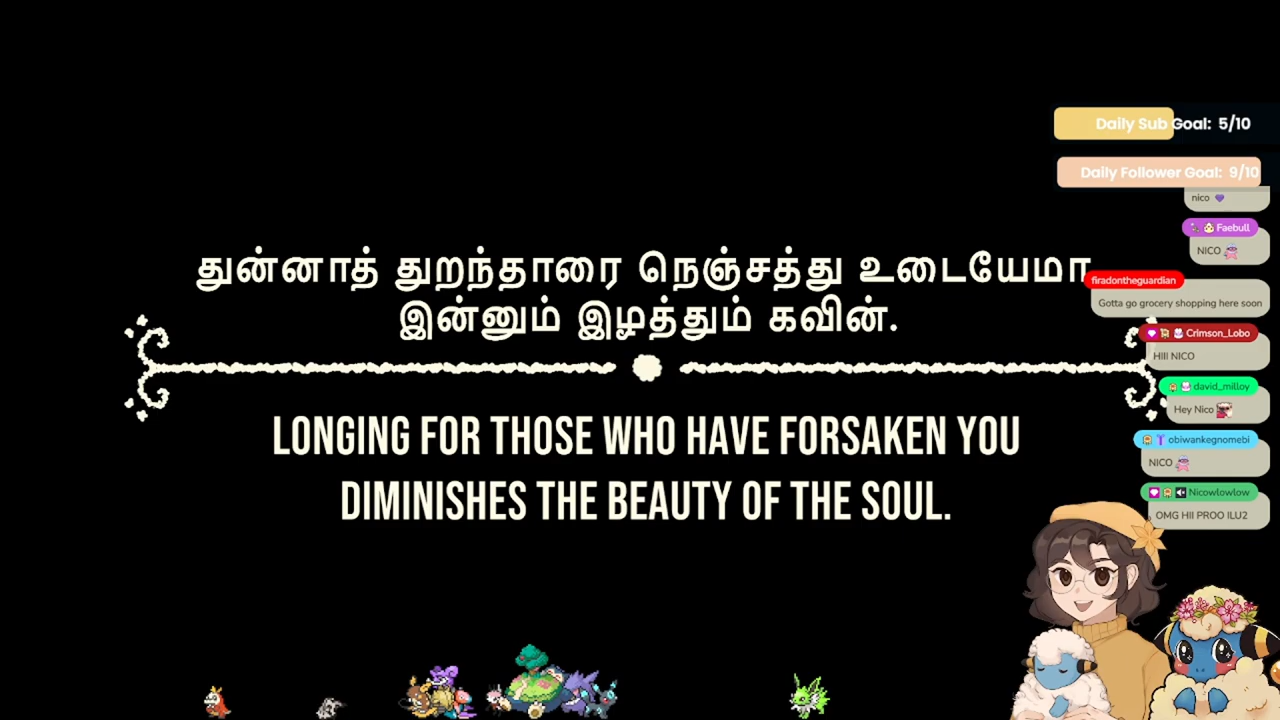 Daily Sub Goal: 5/10
Daily Follower Goal: 9/10
nico
Faebull
NICO
firadontheguardian
Gotta go grocery shopping here soon
Crimson_Lobo
HIII NICO
david_milloy
Hey Nico
obiwankegnomebi
NICO
Nicowlowlow
OMG HII PROO ILU2
துன்னாத் துறந்தாரை நெஞ்சத்து உடையேமா
இன்னும் இழத்தும் கவின்.
LONGING FOR THOSE WHO HAVE FORSAKEN YOU
DIMINISHES THE BEAUTY OF THE SOUL.